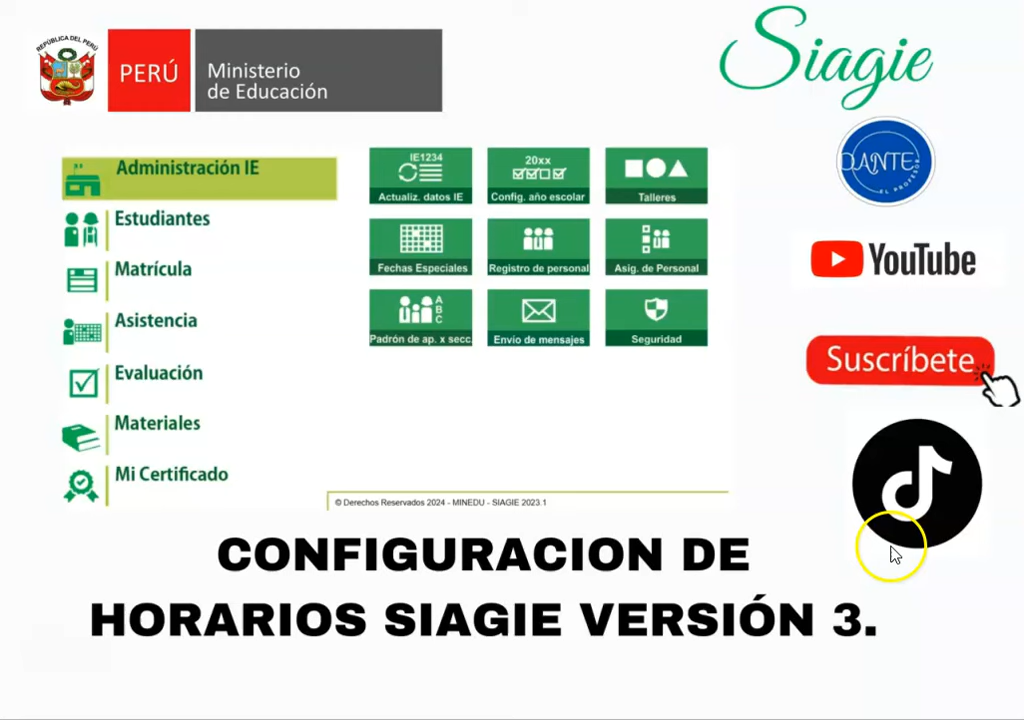 REPÚBLICA DEL PERÚ
PERÚ
Ministerio
de Educación
Siagie
DANTE
EL PROFESOR
Administración IE
Estudiantes
Matrícula
Asistencia
Evaluación
Materiales
Mi Certificado
IE1234
Actualiz. datos IE
20xx
Config. año escolar
Talleres
Fechas Especiales
Registro de personal
Asig. de Personal
A
B
C
Padrón de ap. x secc.
Envío de mensajes
Seguridad
YouTube
Suscríbete
© Derechos Reservados 2024 - MINEDU - SIAGIE 2023.1
CONFIGURACION DE
HORARIOS SIAGIE VERSIÓN 3.